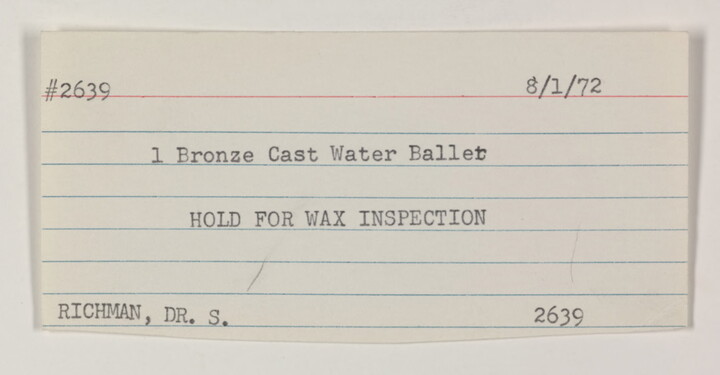 #2639 8/1/72
1 Bronze Cast Water Ballet
HOLD FOR WAX INSPECTION
RICHMAN, DR. S. 2639